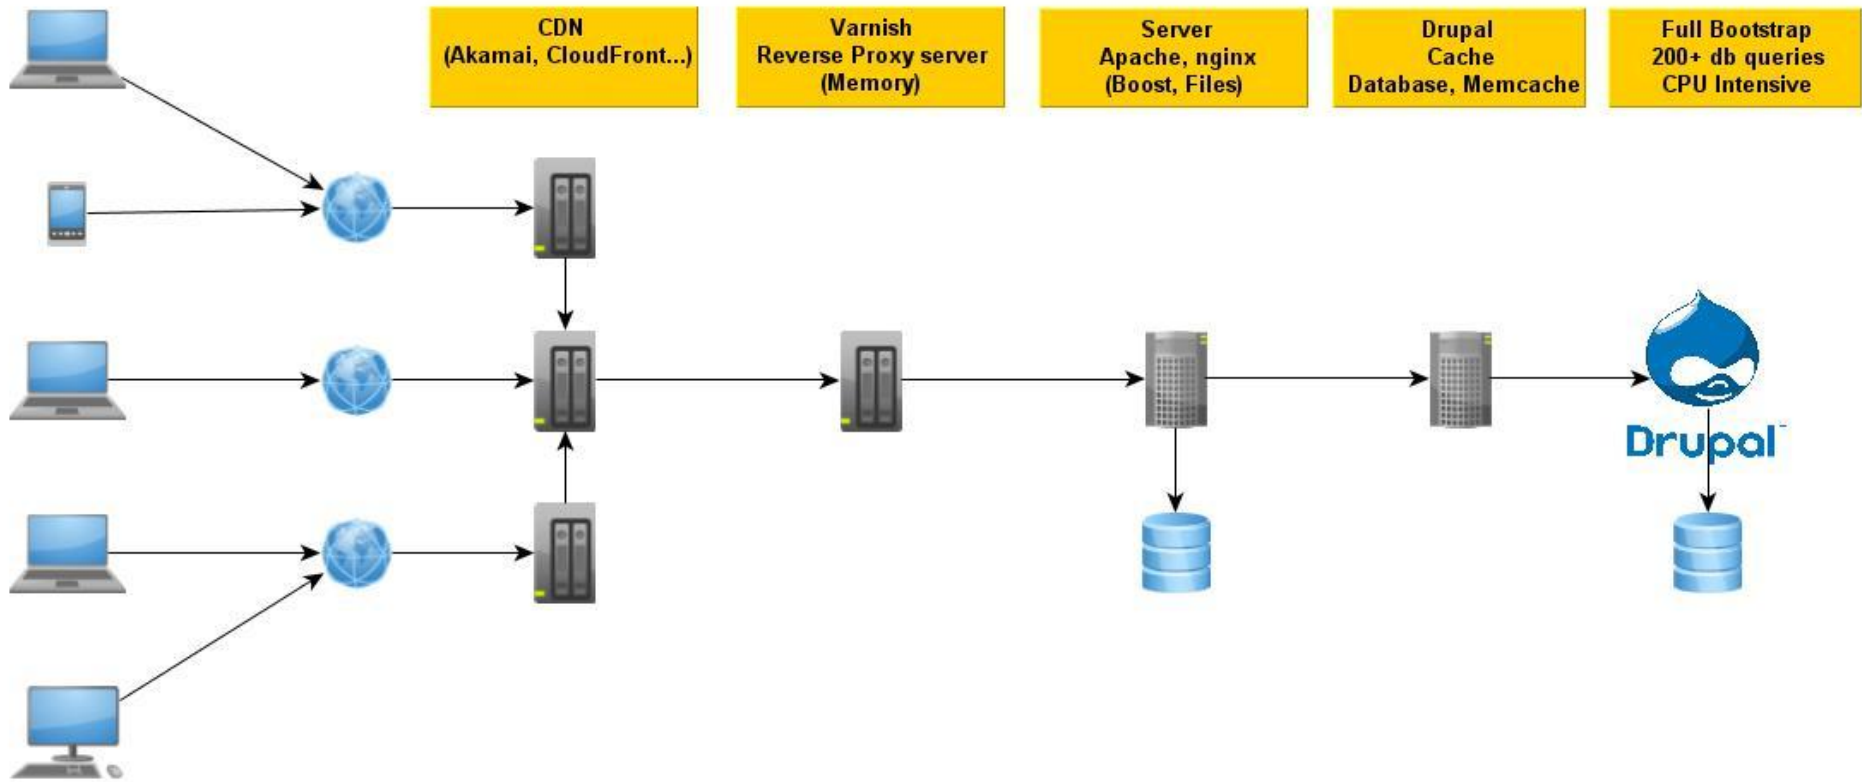 CDN
(Akamai, CloudFront...)
Varnish
Reverse Proxy server
(Memory)
Server
Apache, nginx
(Boost, Files)
Drupal
Cache
Database, Memcache
Full Bootstrap
200+ db queries
CPU Intensive
Drupal